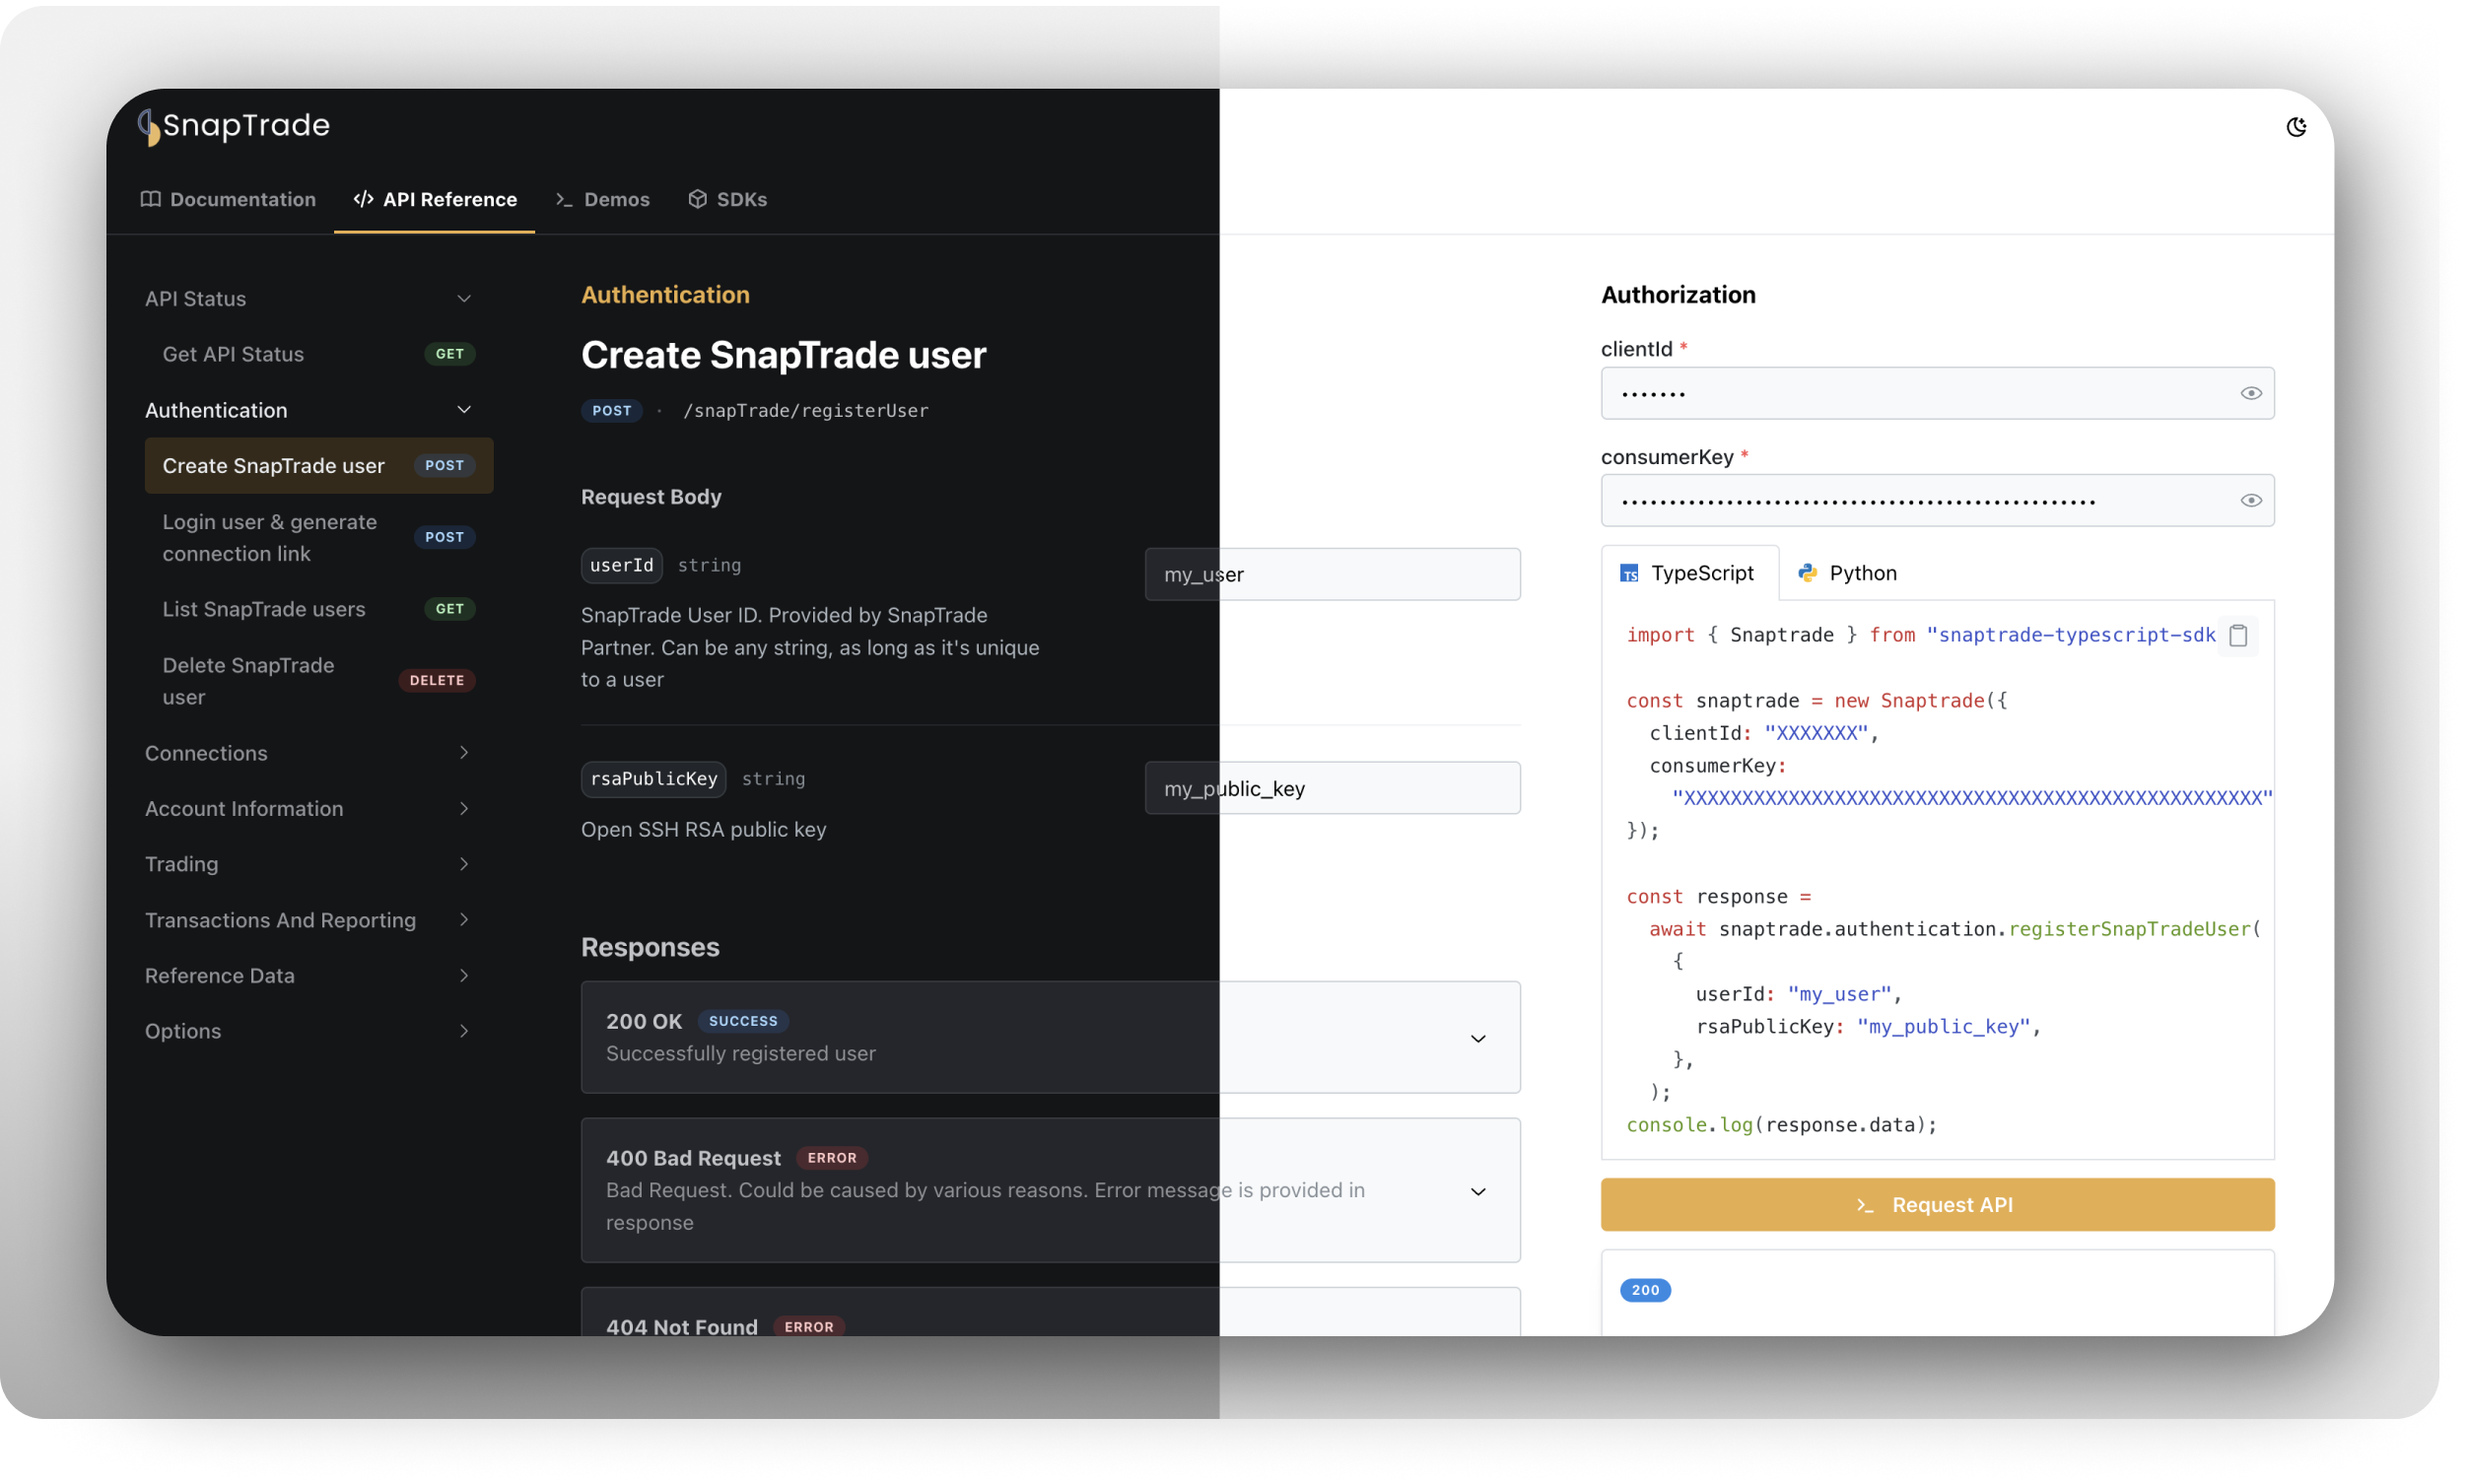 SnapTrade
Documentation
API Reference
Demos
SDKs
API Status
Get API Status GET
Authentication
Create SnapTrade user POST
Login user & generate
connection link POST
List SnapTrade users GET
Delete SnapTrade
user DELETE
Connections
Account Information
Trading
Transactions And Reporting
Reference Data
Options
Authentication
Create SnapTrade user
POST · /snapTrade/registerUser
Request Body
userId string
my_user
SnapTrade User ID. Provided by SnapTrade
Partner. Can be any string, as long as it's unique
to a user
rsaPublicKey string
my_public_key
Open SSH RSA public key
Responses
200 OK SUCCESS
Successfully registered user
400 Bad Request ERROR
Bad Request. Could be caused by various reasons. Error message is provided in
response
404 Not Found ERROR
Authorization
clientId *
•••••••
consumerKey *
••••••••••••••••••••••••••••••••••••••••••••••••••
TS TypeScript
Python
import { Snaptrade } from "snaptrade-typescript-sdk
const snaptrade = new Snaptrade({
clientId: "XXXXXXX",
consumerKey:
"XXXXXXXXXXXXXXXXXXXXXXXXXXXXXXXXXXXXXXXXXXXXXXXXXX"
});
const response =
await snaptrade.authentication.registerSnapTradeUser(
{
userId: "my_user",
rsaPublicKey: "my_public_key",
},
);
console.log(response.data);
Request API
200